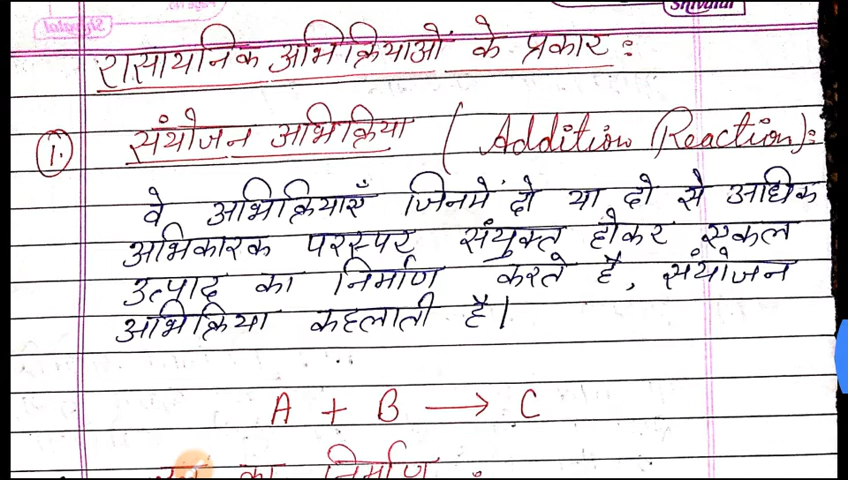 Shivalal
रासायनिक अभिक्रियाओं के प्रकार :
1. संयोजन अभिक्रिया ( Addition Reaction):
वे अभिक्रियाएँ जिनमें दो या दो से अधिक
अभिकारक परस्पर संयुक्त होकर एकल
उत्पाद का निर्माण करते है, संयोजन
अभिक्रिया कहलाती है।
A + B → C
का निर्माण :